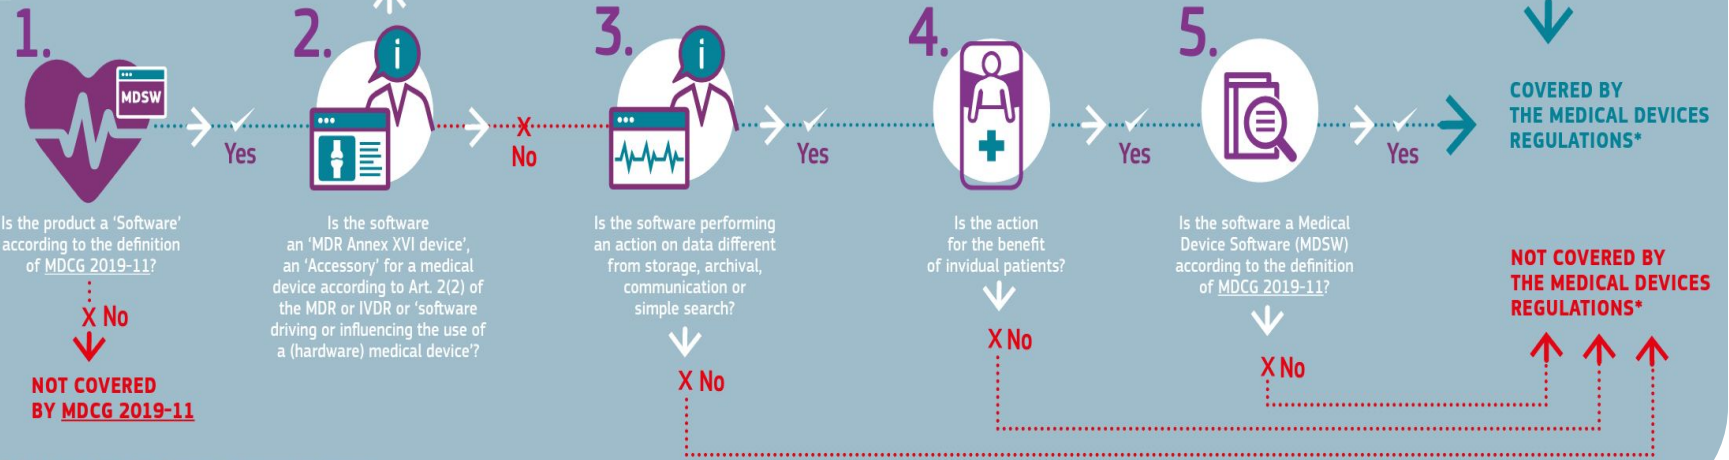 1.
MDSW
Yes
Is the product a 'Software'
according to the definition
of MDCG 2019-11?
X No
NOT COVERED
BY MDCG 2019-11
2.
i
X
No
Is the software
an 'MDR Annex XVI device',
an 'Accessory' for a medical
device according to Art. 2(2) of
the MDR or IVDR or 'software
driving or influencing the use of
a (hardware) medical device'?
3.
i
Yes
Is the software performing
an action on data different
from storage, archival,
communication or
simple search?
X No
4.
Yes
Is the action
for the benefit
of invidual patients?
X No
5.
Yes
Is the software a Medical
Device Software (MDSW)
according to the definition
of MDCG 2019-11?
X No
COVERED BY
THE MEDICAL DEVICES
REGULATIONS*
NOT COVERED BY
THE MEDICAL DEVICES
REGULATIONS*